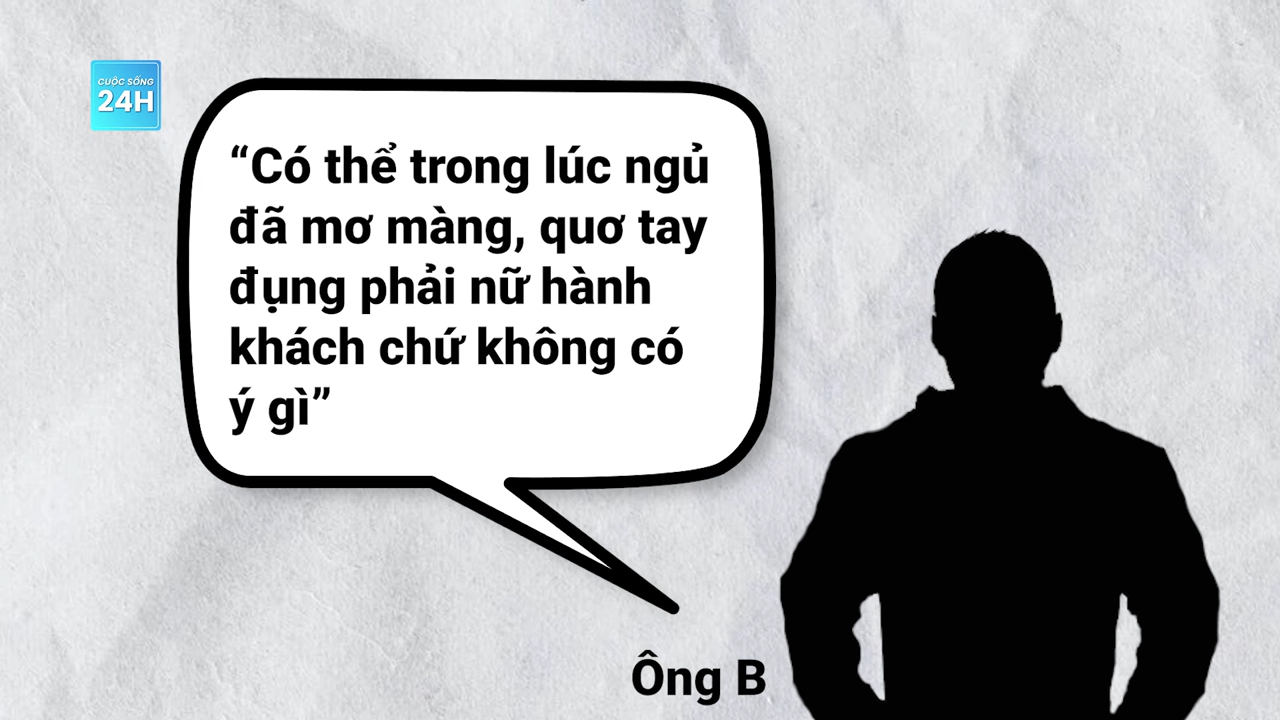 CUỘC SỐNG
24H
“Có thể trong lúc ngủ
đã mơ màng, quơ tay
đụng phải nữ hành
khách chứ không có
ý gì”
Ông B